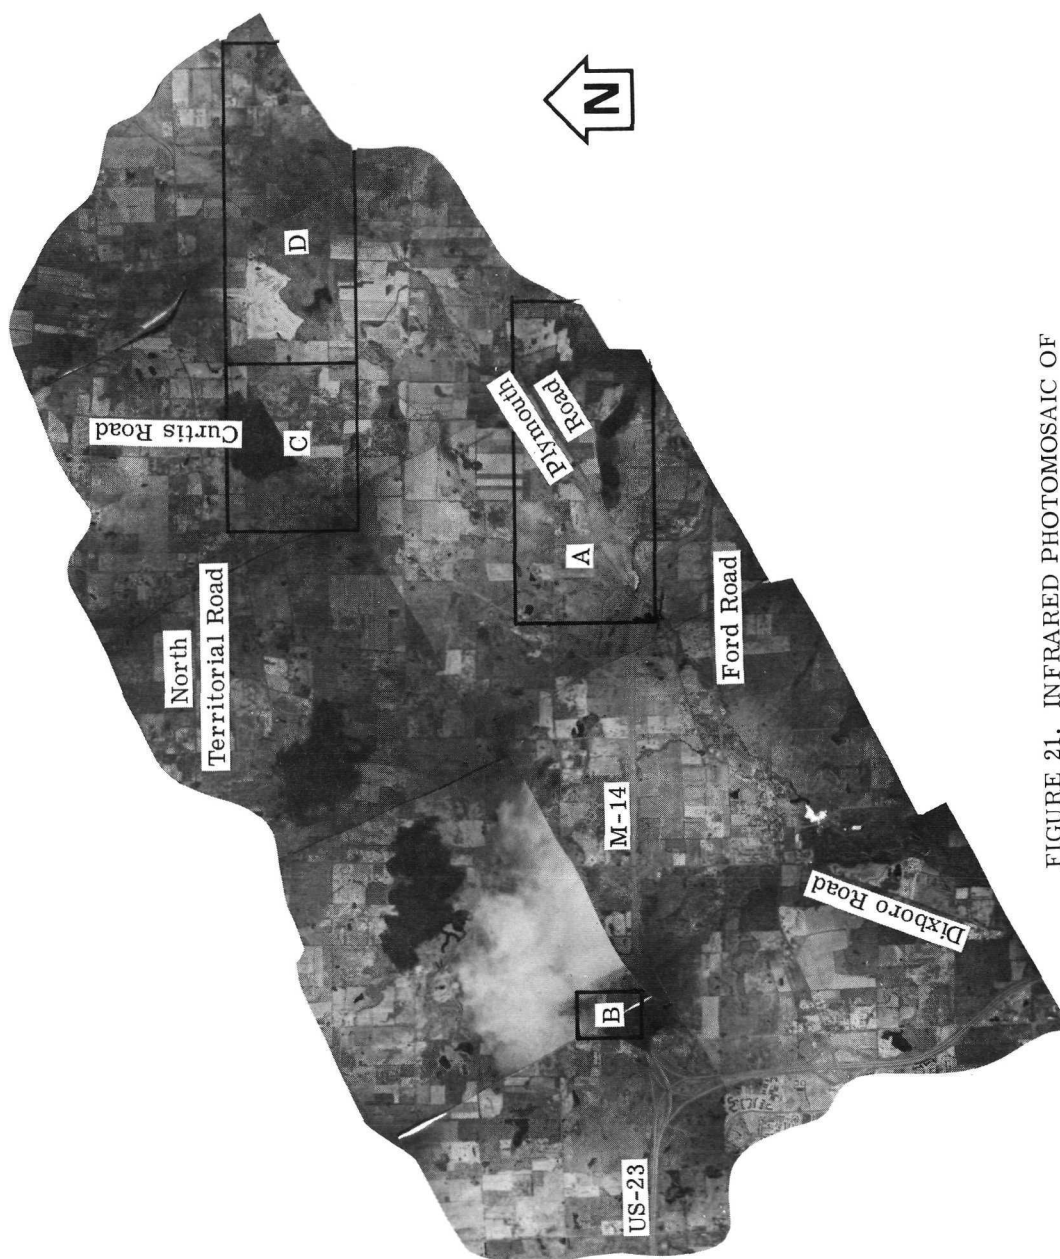 North
Territorial Road
Curtis Road
C
D
N
Plymouth
Road
A
Ford Road
M-14
B
Dixboro Road
US-23
FIGURE 21. INFRARED PHOTOMOSAIC OF